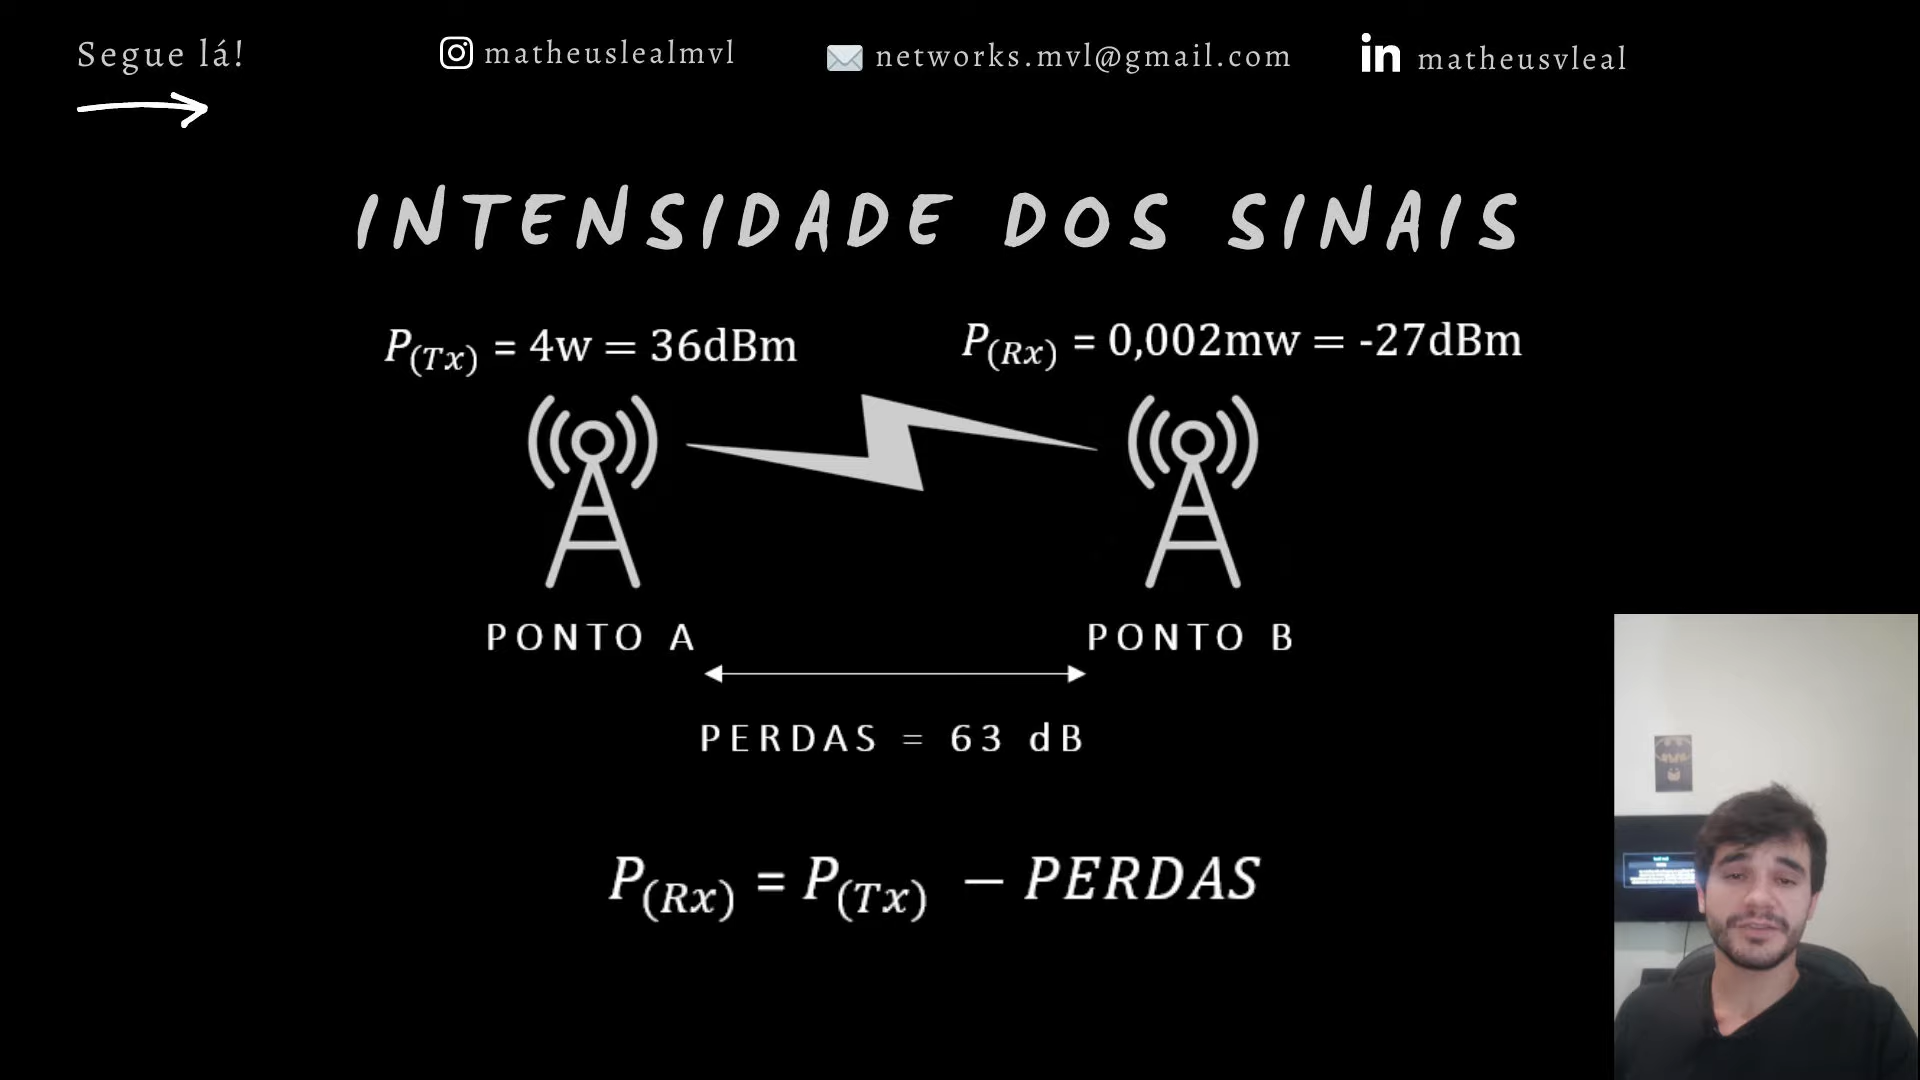 Segue lá!
matheuslealmvl
networks.mvl@gmail.com
in matheusvleal
INTENSIDADE DOS SINAIS
P(Tx) = 4w = 36dBm
P(Rx) = 0,002mw = -27dBm
PONTO A
PONTO B
PERDAS = 63 dB
P(Rx) = P(Tx) − PERDAS